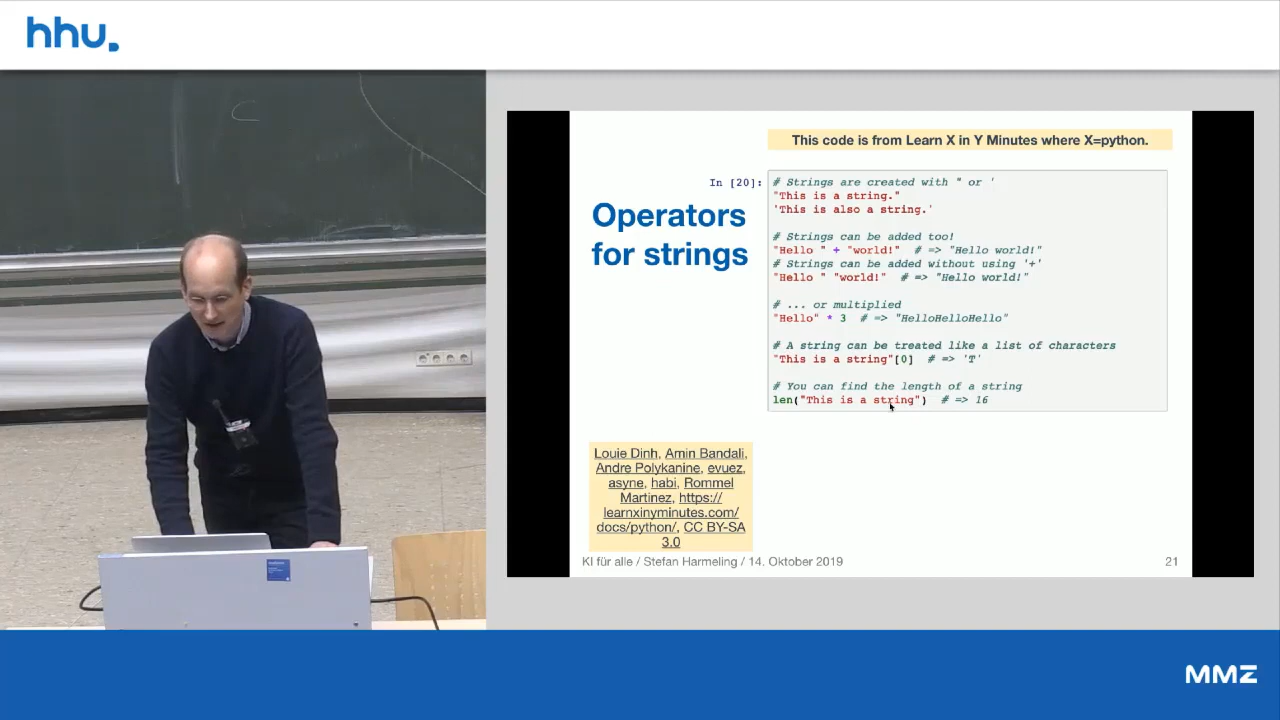 hhu.
This code is from Learn X in Y Minutes where X=python.
Operators
for strings
In [20]:
# Strings are created with " or '
"This is a string."
'This is also a string.'
# Strings can be added too!
"Hello " + "world!" # => "Hello world!"
# Strings can be added without using '+'
"Hello " "world!" # => "Hello world!"
# ... or multiplied
"Hello" * 3 # => "HelloHelloHello"
# A string can be treated like a list of characters
"This is a string"[0] # => 'T'
# You can find the length of a string
len("This is a string") # => 16
Louie Dinh, Amin Bandali,
Andre Polykanine, evuez,
asyne, habi, Rommel
Martinez, https://
learnxinyminutes.com/
docs/python/, CC BY-SA
3.0
KI für alle / Stefan Harmeling / 14. Oktober 2019
21
MMZ